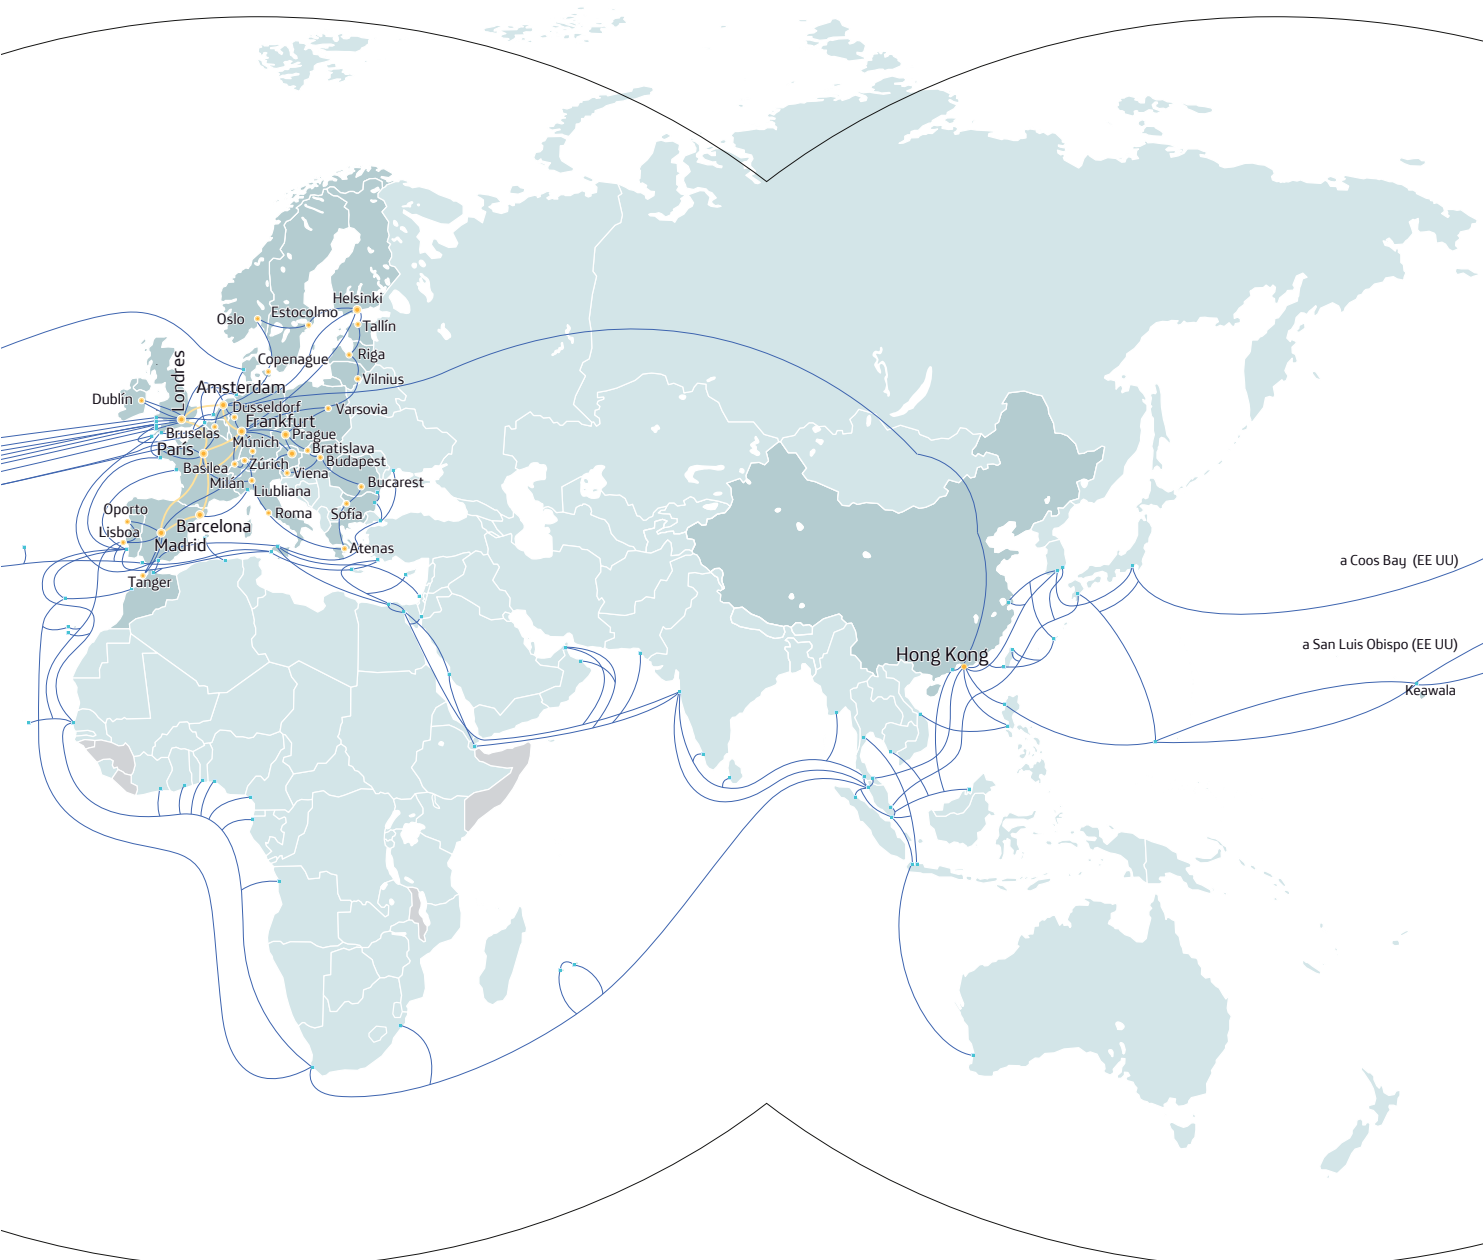 Helsinki
Estocolmo
Oslo
Tallín
Riga
Copenague
Londres
Vilnius
Amsterdam
Dublín
Dusseldorf
Varsovia
Frankfurt
Bruselas
Prague
Munich
París
Bratislava
Budapest
Basilea
Zúrich
Viena
Milán
Bucarest
Liubliana
Oporto
Roma
Sofía
Barcelona
Lisboa
Madrid
Atenas
Tanger
a Coos Bay (EE UU)
a San Luis Obispo (EE UU)
Hong Kong
Keawala